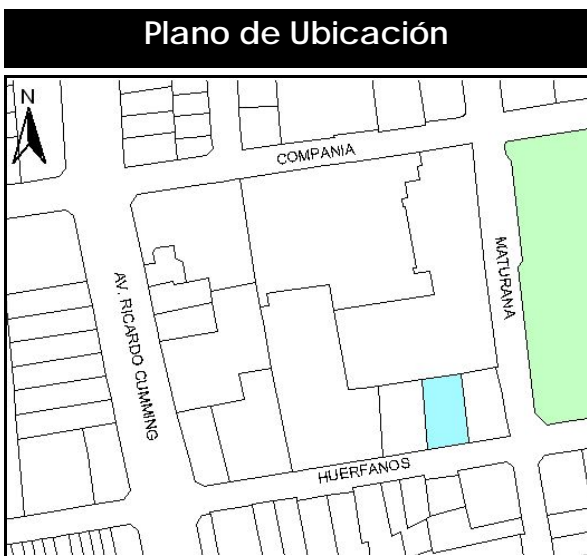 Plano de Ubicación
N
COMPANIA
MATURANA
AV. RICARDO CUMMING
HUERFANOS